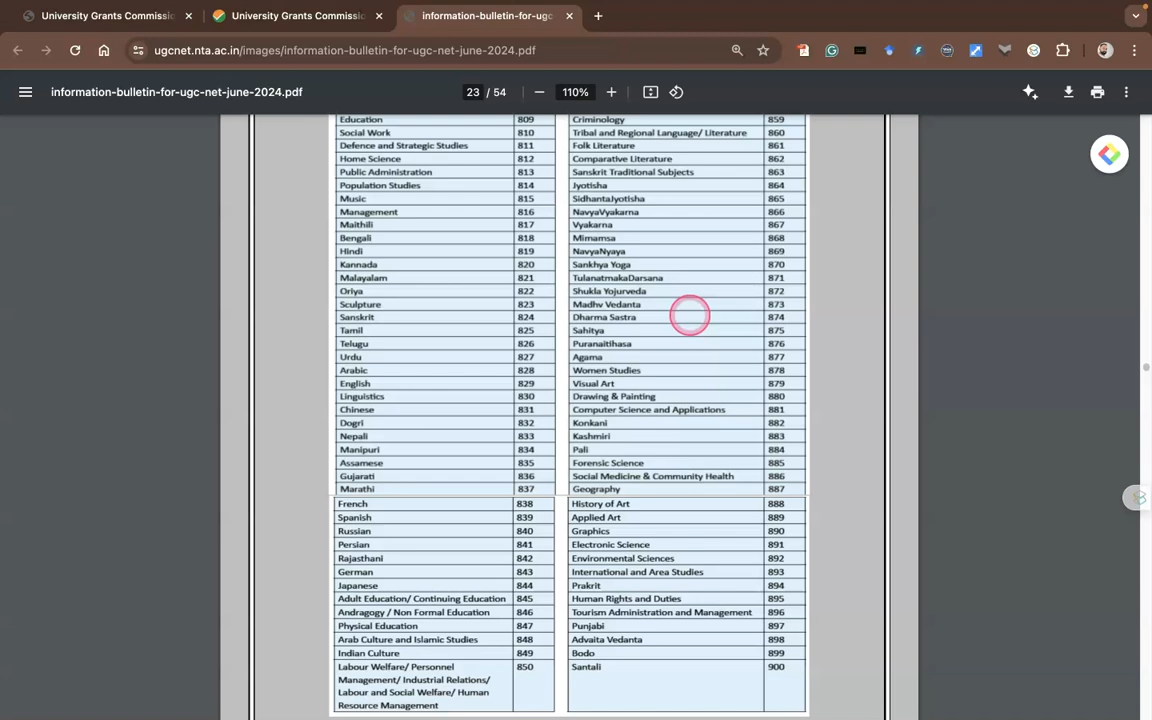 University Grants Commissi
University Grants Commissi
information-bulletin-for-ugc
ugcnet.nta.ac.in/images/information-bulletin-for-ugc-net-june-2024.pdf
information-bulletin-for-ugc-net-june-2024.pdf
23 / 54
110%
Education 809 Criminology 859
Social Work 810 Tribal and Regional Language/ Literature 860
Defence and Strategic Studies 811 Folk Literature 861
Home Science 812 Comparative Literature 862
Public Administration 813 Sanskrit Traditional Subjects 863
Population Studies 814 Jyotisha 864
Music 815 SidhantaJyotisha 865
Management 816 NavyaVyakarna 866
Maithili 817 Vyakarna 867
Bengali 818 Mimamsa 868
Hindi 819 NavyaNyaya 869
Kannada 820 Sankhya Yoga 870
Malayalam 821 TulanatmakaDarsana 871
Oriya 822 Shukla Yojurveda 872
Sculpture 823 Madhv Vedanta 873
Sanskrit 824 Dharma Sastra 874
Tamil 825 Sahitya 875
Telugu 826 Puranaitihasa 876
Urdu 827 Agama 877
Arabic 828 Women Studies 878
English 829 Visual Art 879
Linguistics 830 Drawing & Painting 880
Chinese 831 Computer Science and Applications 881
Dogri 832 Konkani 882
Nepali 833 Kashmiri 883
Manipuri 834 Pali 884
Assamese 835 Forensic Science 885
Gujarati 836 Social Medicine & Community Health 886
Marathi 837 Geography 887
French 838 History of Art 888
Spanish 839 Applied Art 889
Russian 840 Graphics 890
Persian 841 Electronic Science 891
Rajasthani 842 Environmental Sciences 892
German 843 International and Area Studies 893
Japanese 844 Prakrit 894
Adult Education/ Continuing Education 845 Human Rights and Duties 895
Andragogy / Non Formal Education 846 Tourism Administration and Management 896
Physical Education 847 Punjabi 897
Arab Culture and Islamic Studies 848 Advaita Vedanta 898
Indian Culture 849 Bodo 899
Labour Welfare/ Personnel 850 Santali 900
Management/ Industrial Relations/
Labour and Social Welfare/ Human
Resource Management